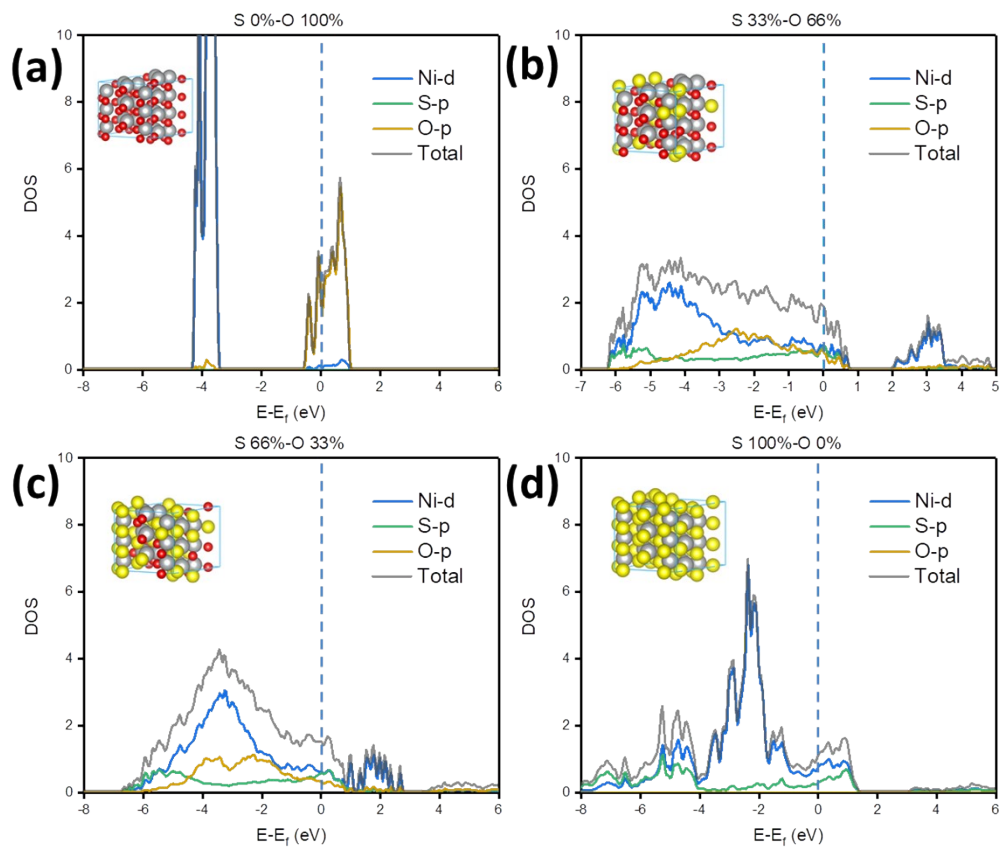 S 0%-O 100%
(a)
Ni-d
S-p
O-p
Total
DOS
10
8
6
4
2
0
-8 -6 -4 -2 0 2 4 6
E-E_f (eV)
S 33%-O 66%
(b)
Ni-d
S-p
O-p
Total
DOS
10
8
6
4
2
0
-7 -6 -5 -4 -3 -2 -1 0 1 2 3 4 5
E-E_f (eV)
S 66%-O 33%
(c)
Ni-d
S-p
O-p
Total
DOS
10
8
6
4
2
0
-8 -6 -4 -2 0 2 4 6
E-E_f (eV)
S 100%-O 0%
(d)
Ni-d
S-p
O-p
Total
DOS
10
8
6
4
2
0
-8 -6 -4 -2 0 2 4 6
E-E_f (eV)